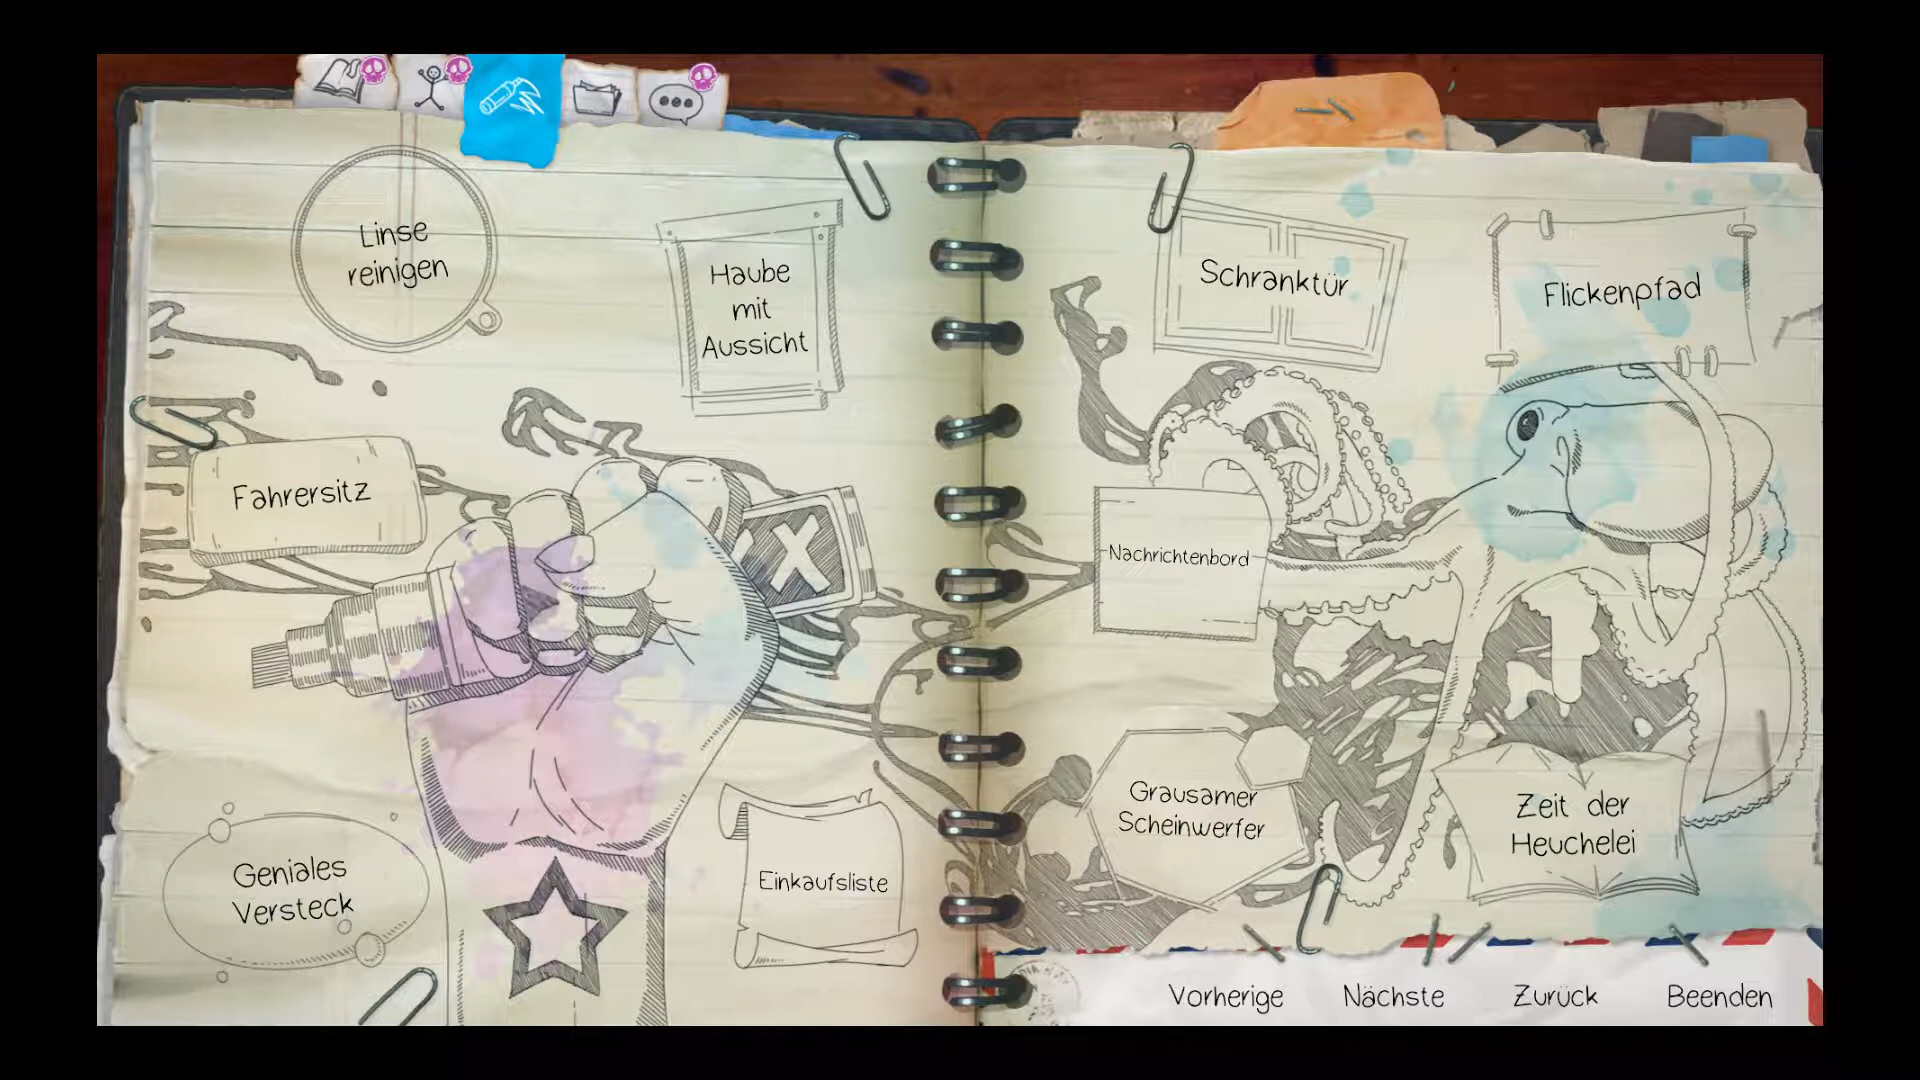 Linse
reinigen
Haube
mit
Aussicht
Fahrersitz
Geniales
Versteck
Einkaufsliste
Schranktür
Flickenpfad
Nachrichtenbord
Grausamer
Scheinwerfer
Zeit der
Heuchelei
Vorherige
Nächste
Zurück
Beenden